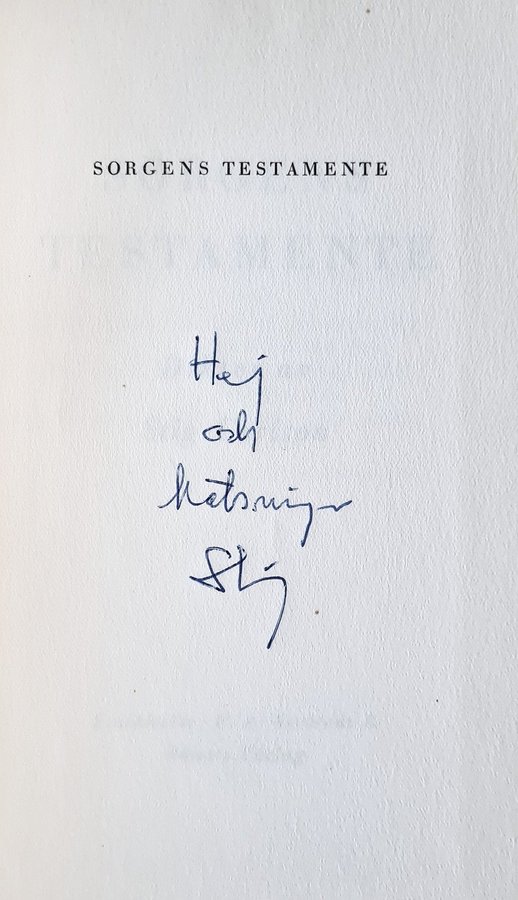 SORGENS TESTAMENTE
Hej
och
hälsningar
Stig